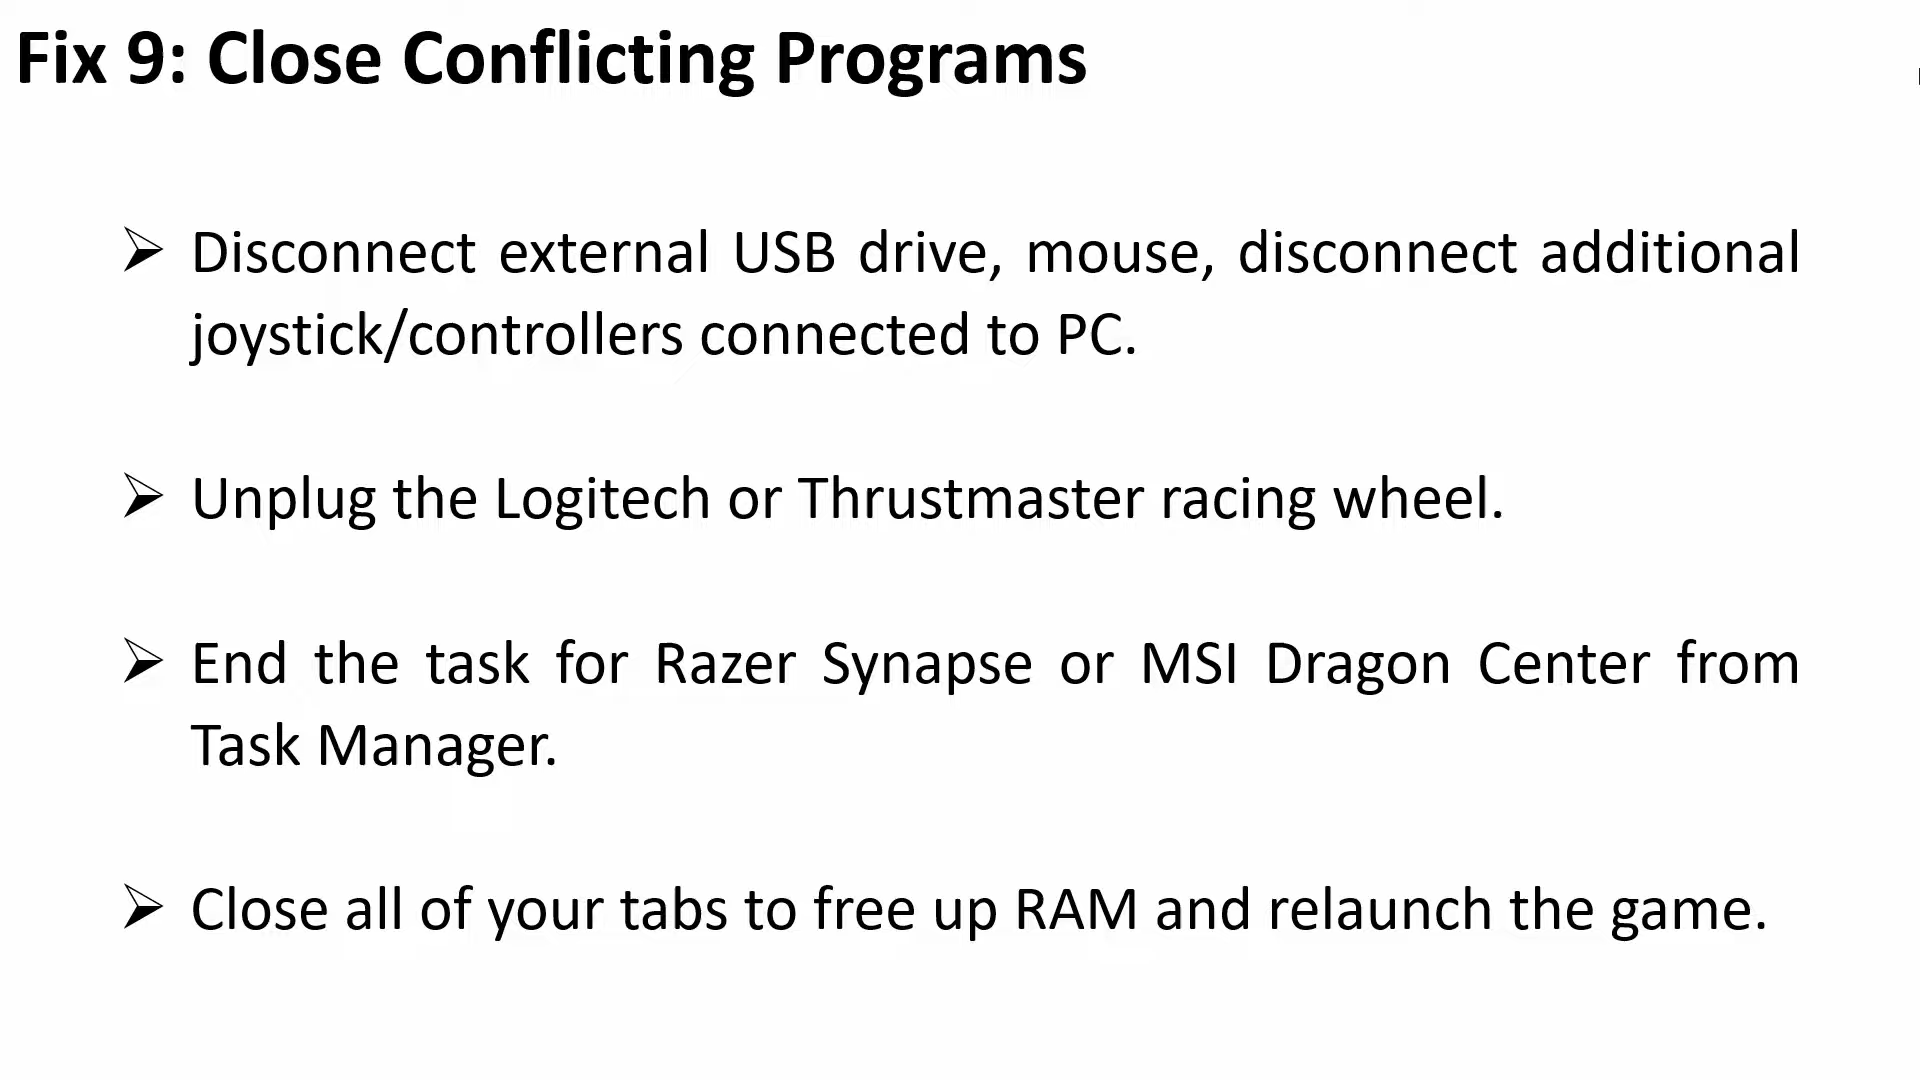 Fix 9: Close Conflicting Programs
➢ Disconnect external USB drive, mouse, disconnect additional
joystick/controllers connected to PC.
➢ Unplug the Logitech or Thrustmaster racing wheel.
➢ End the task for Razer Synapse or MSI Dragon Center from
Task Manager.
➢ Close all of your tabs to free up RAM and relaunch the game.